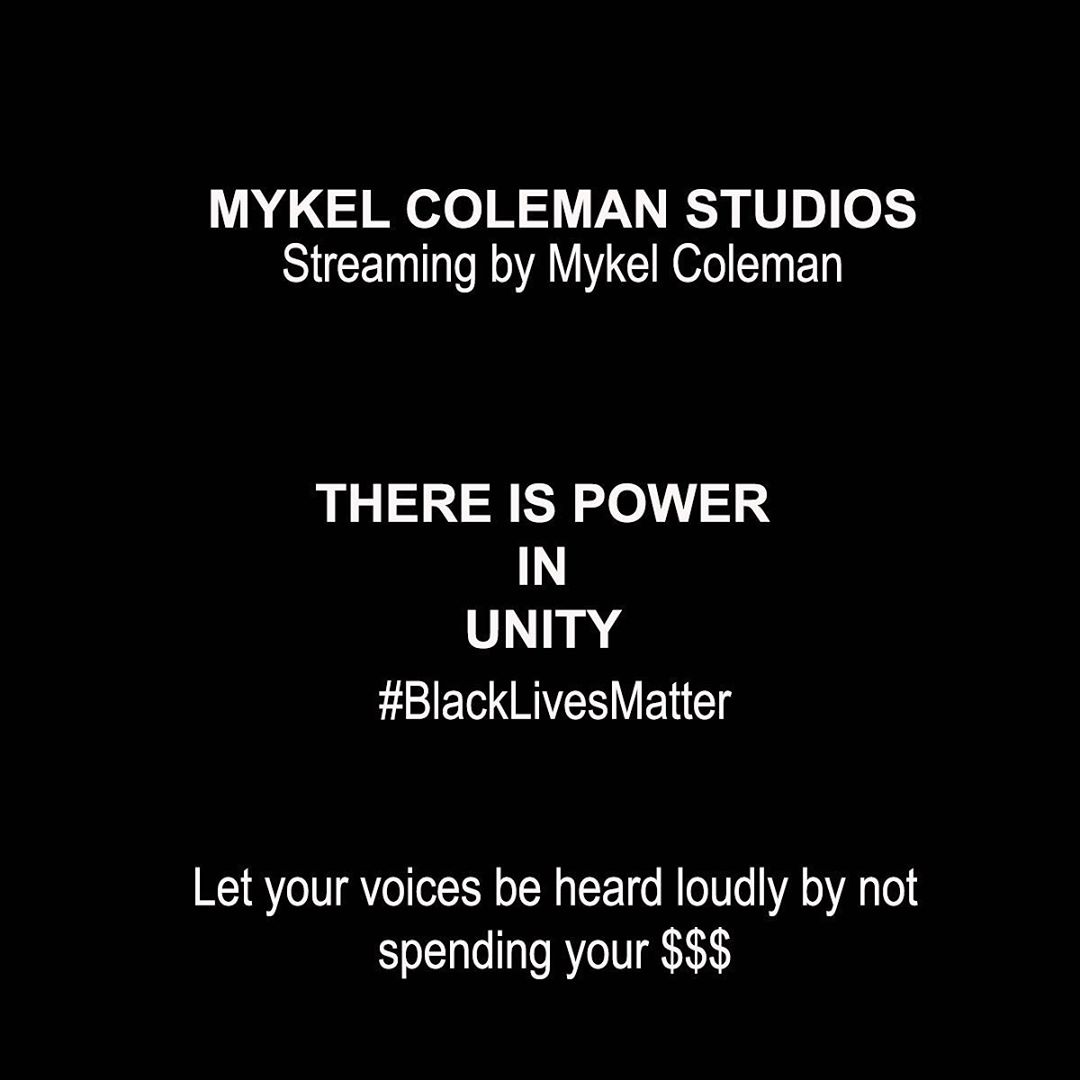 MYKEL COLEMAN STUDIOS
Streaming by Mykel Coleman
THERE IS POWER
IN
UNITY
#BlackLivesMatter
Let your voices be heard loudly by not
spending your $$$